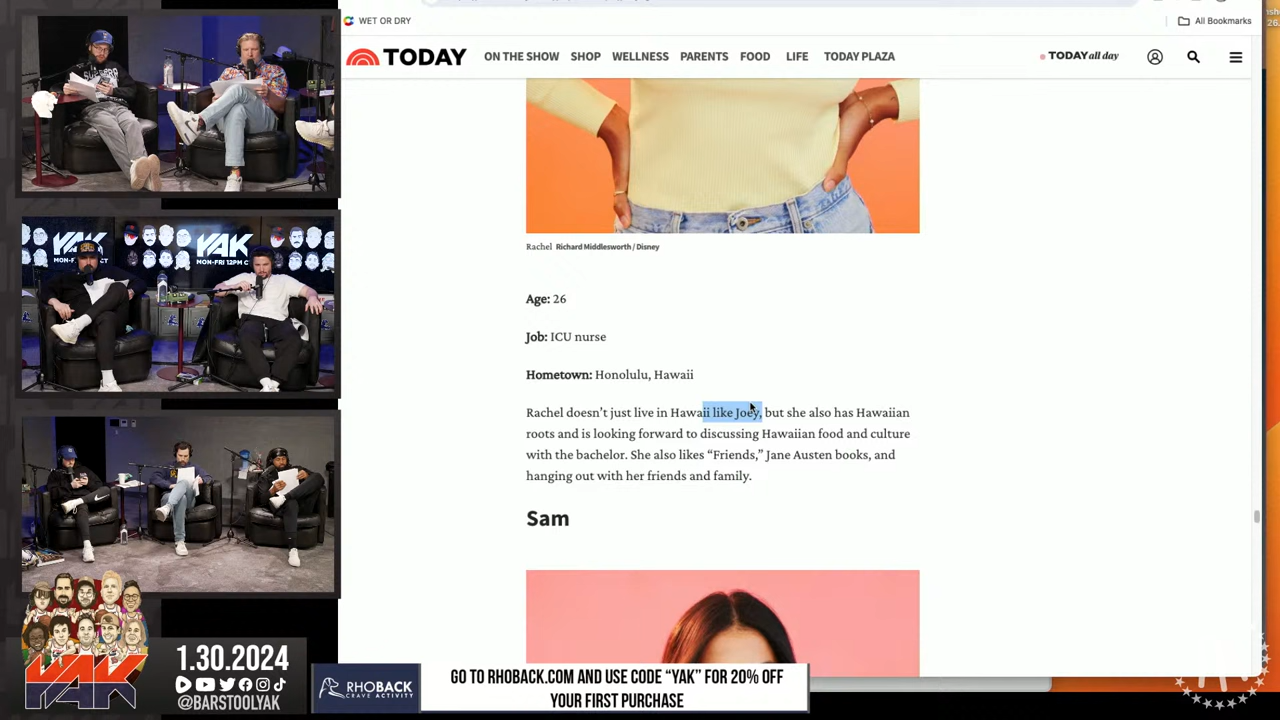 WET OR DRY
All Bookmarks
TODAY
ON THE SHOW SHOP WELLNESS PARENTS FOOD LIFE TODAY PLAZA
TODAY all day
Rachel Richard Middlesworth / Disney
Age: 26
Job: ICU nurse
Hometown: Honolulu, Hawaii
Rachel doesn’t just live in Hawaii like Joey, but she also has Hawaiian
roots and is looking forward to discussing Hawaiian food and culture
with the bachelor. She also likes “Friends,” Jane Austen books, and
hanging out with her friends and family.
Sam
YAK
YAK
YAK
1.30.2024
@BARSTOOLYAK
RHOBACK
CRAVE ACTIVITY
GO TO RHOBACK.COM AND USE CODE “YAK” FOR 20% OFF
YOUR FIRST PURCHASE